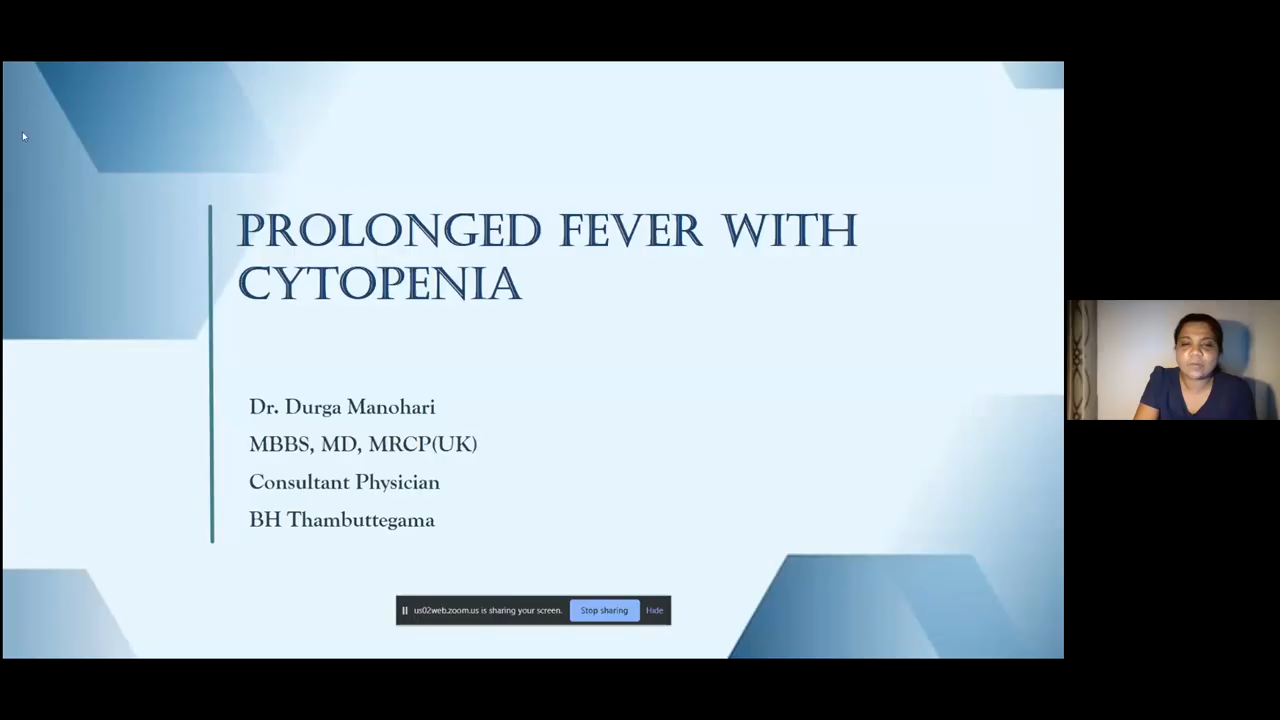 PROLONGED FEVER WITH
CYTOPENIA
Dr. Durga Manohari
MBBS, MD, MRCP(UK)
Consultant Physician
BH Thambuttegama
us02web.zoom.us is sharing your screen. Stop sharing Hide